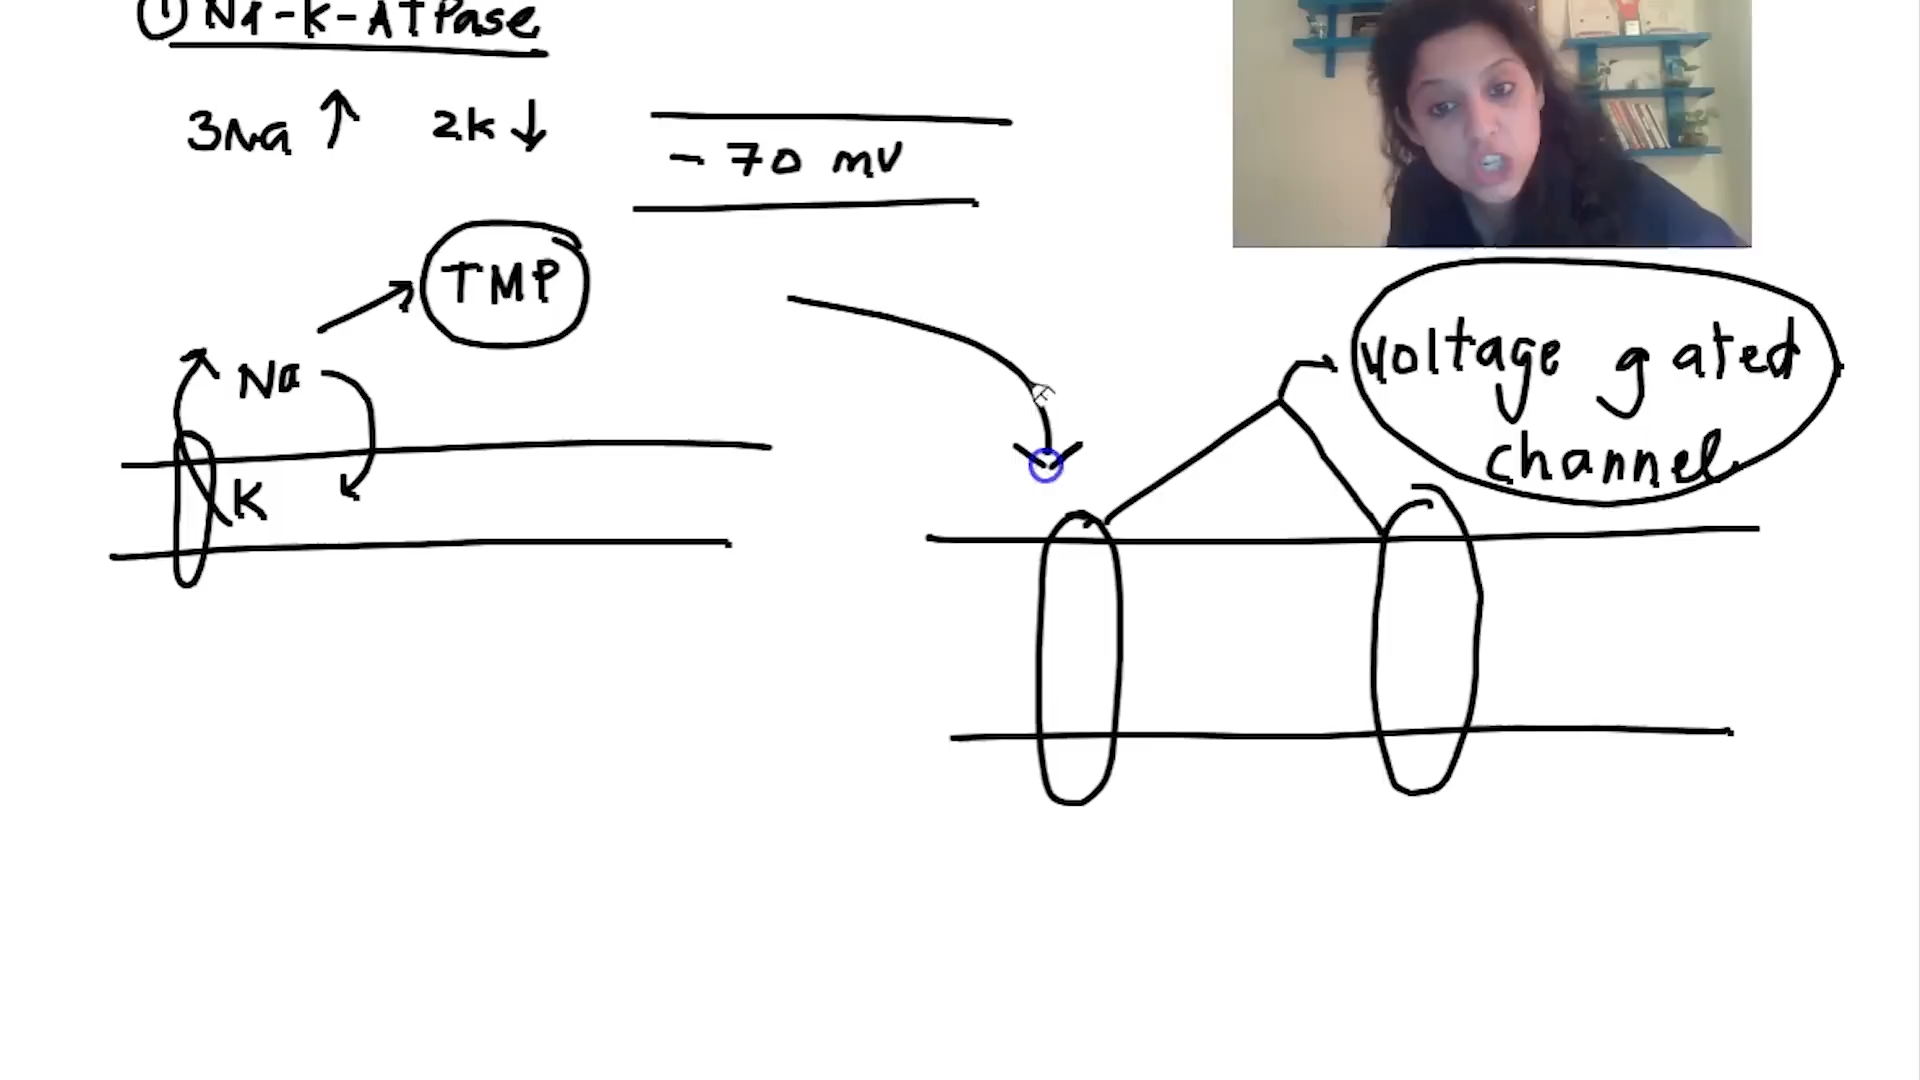 ① Na-K-ATPase
3Na ↑ 2K ↓
- 70 mV
TMP
Na
K
voltage gated
channel